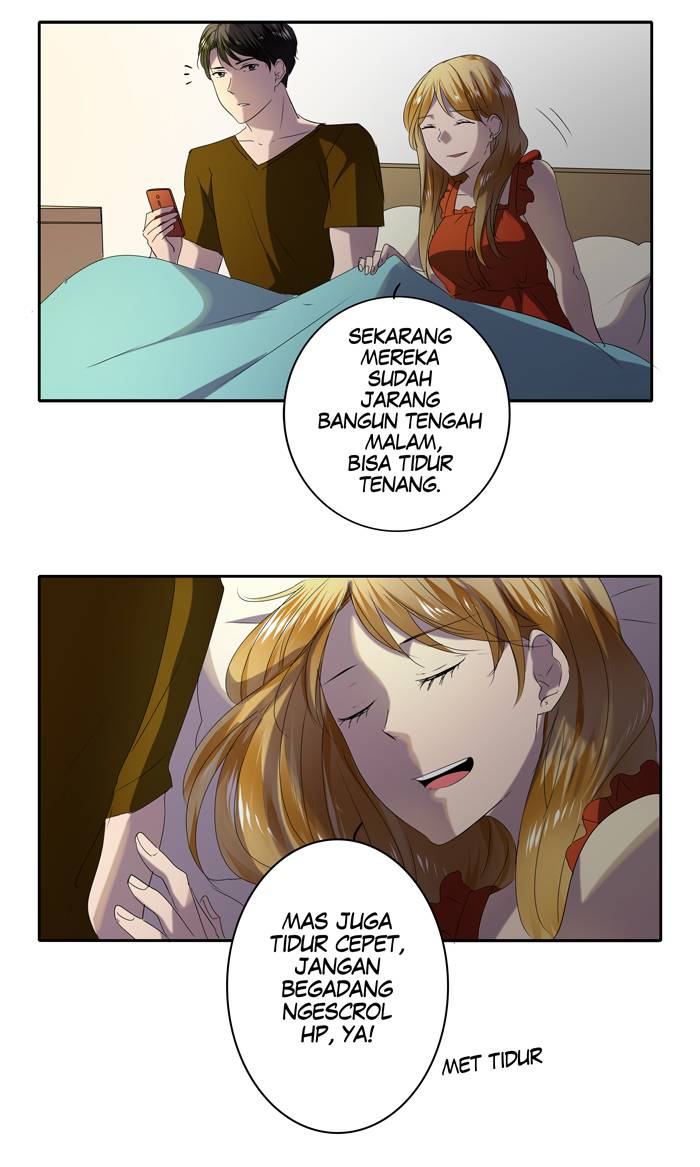 SEKARANG
MEREKA
SUDAH
JARANG
BANGUN TENGAH
MALAM,
BISA TIDUR
TENANG.
MAS JUGA
TIDUR CEPET,
JANGAN
BEGADANG
NGESCROL
HP, YA!
MET TIDUR